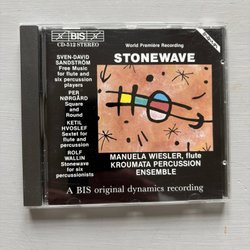 BIS
CD-512 STEREO
World Première Recording
SVEN-DAVID
SANDSTRÖM
Free Music
for flute and
six percussion
players
PER
NØRGÅRD
Square
and
Round
KETIL
HVOSLEF
Sextet for
flute and
percussion
ROLF
WALLIN
Stonewave
for six
percussionists
STONEWAVE
MANUELA WIESLER, flute
KROUMATA PERCUSSION
ENSEMBLE
A BIS original dynamics recording